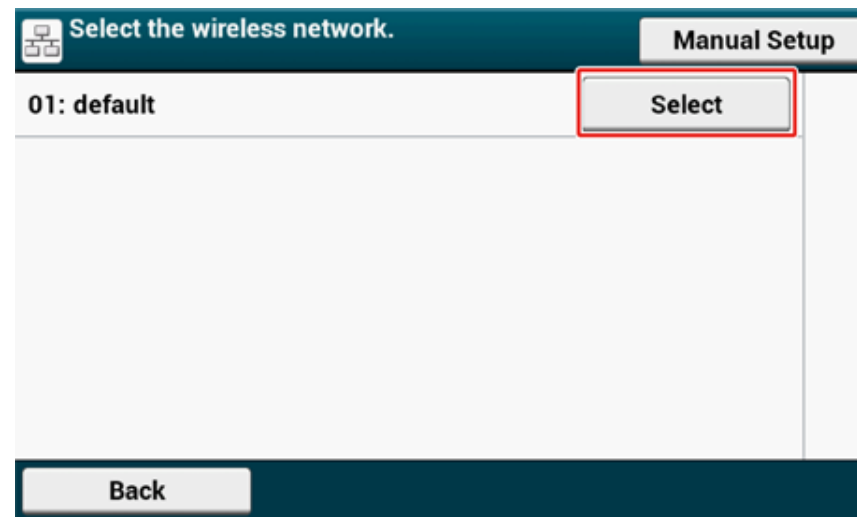 Select the wireless network.
Manual Setup
01: default
Select
Back